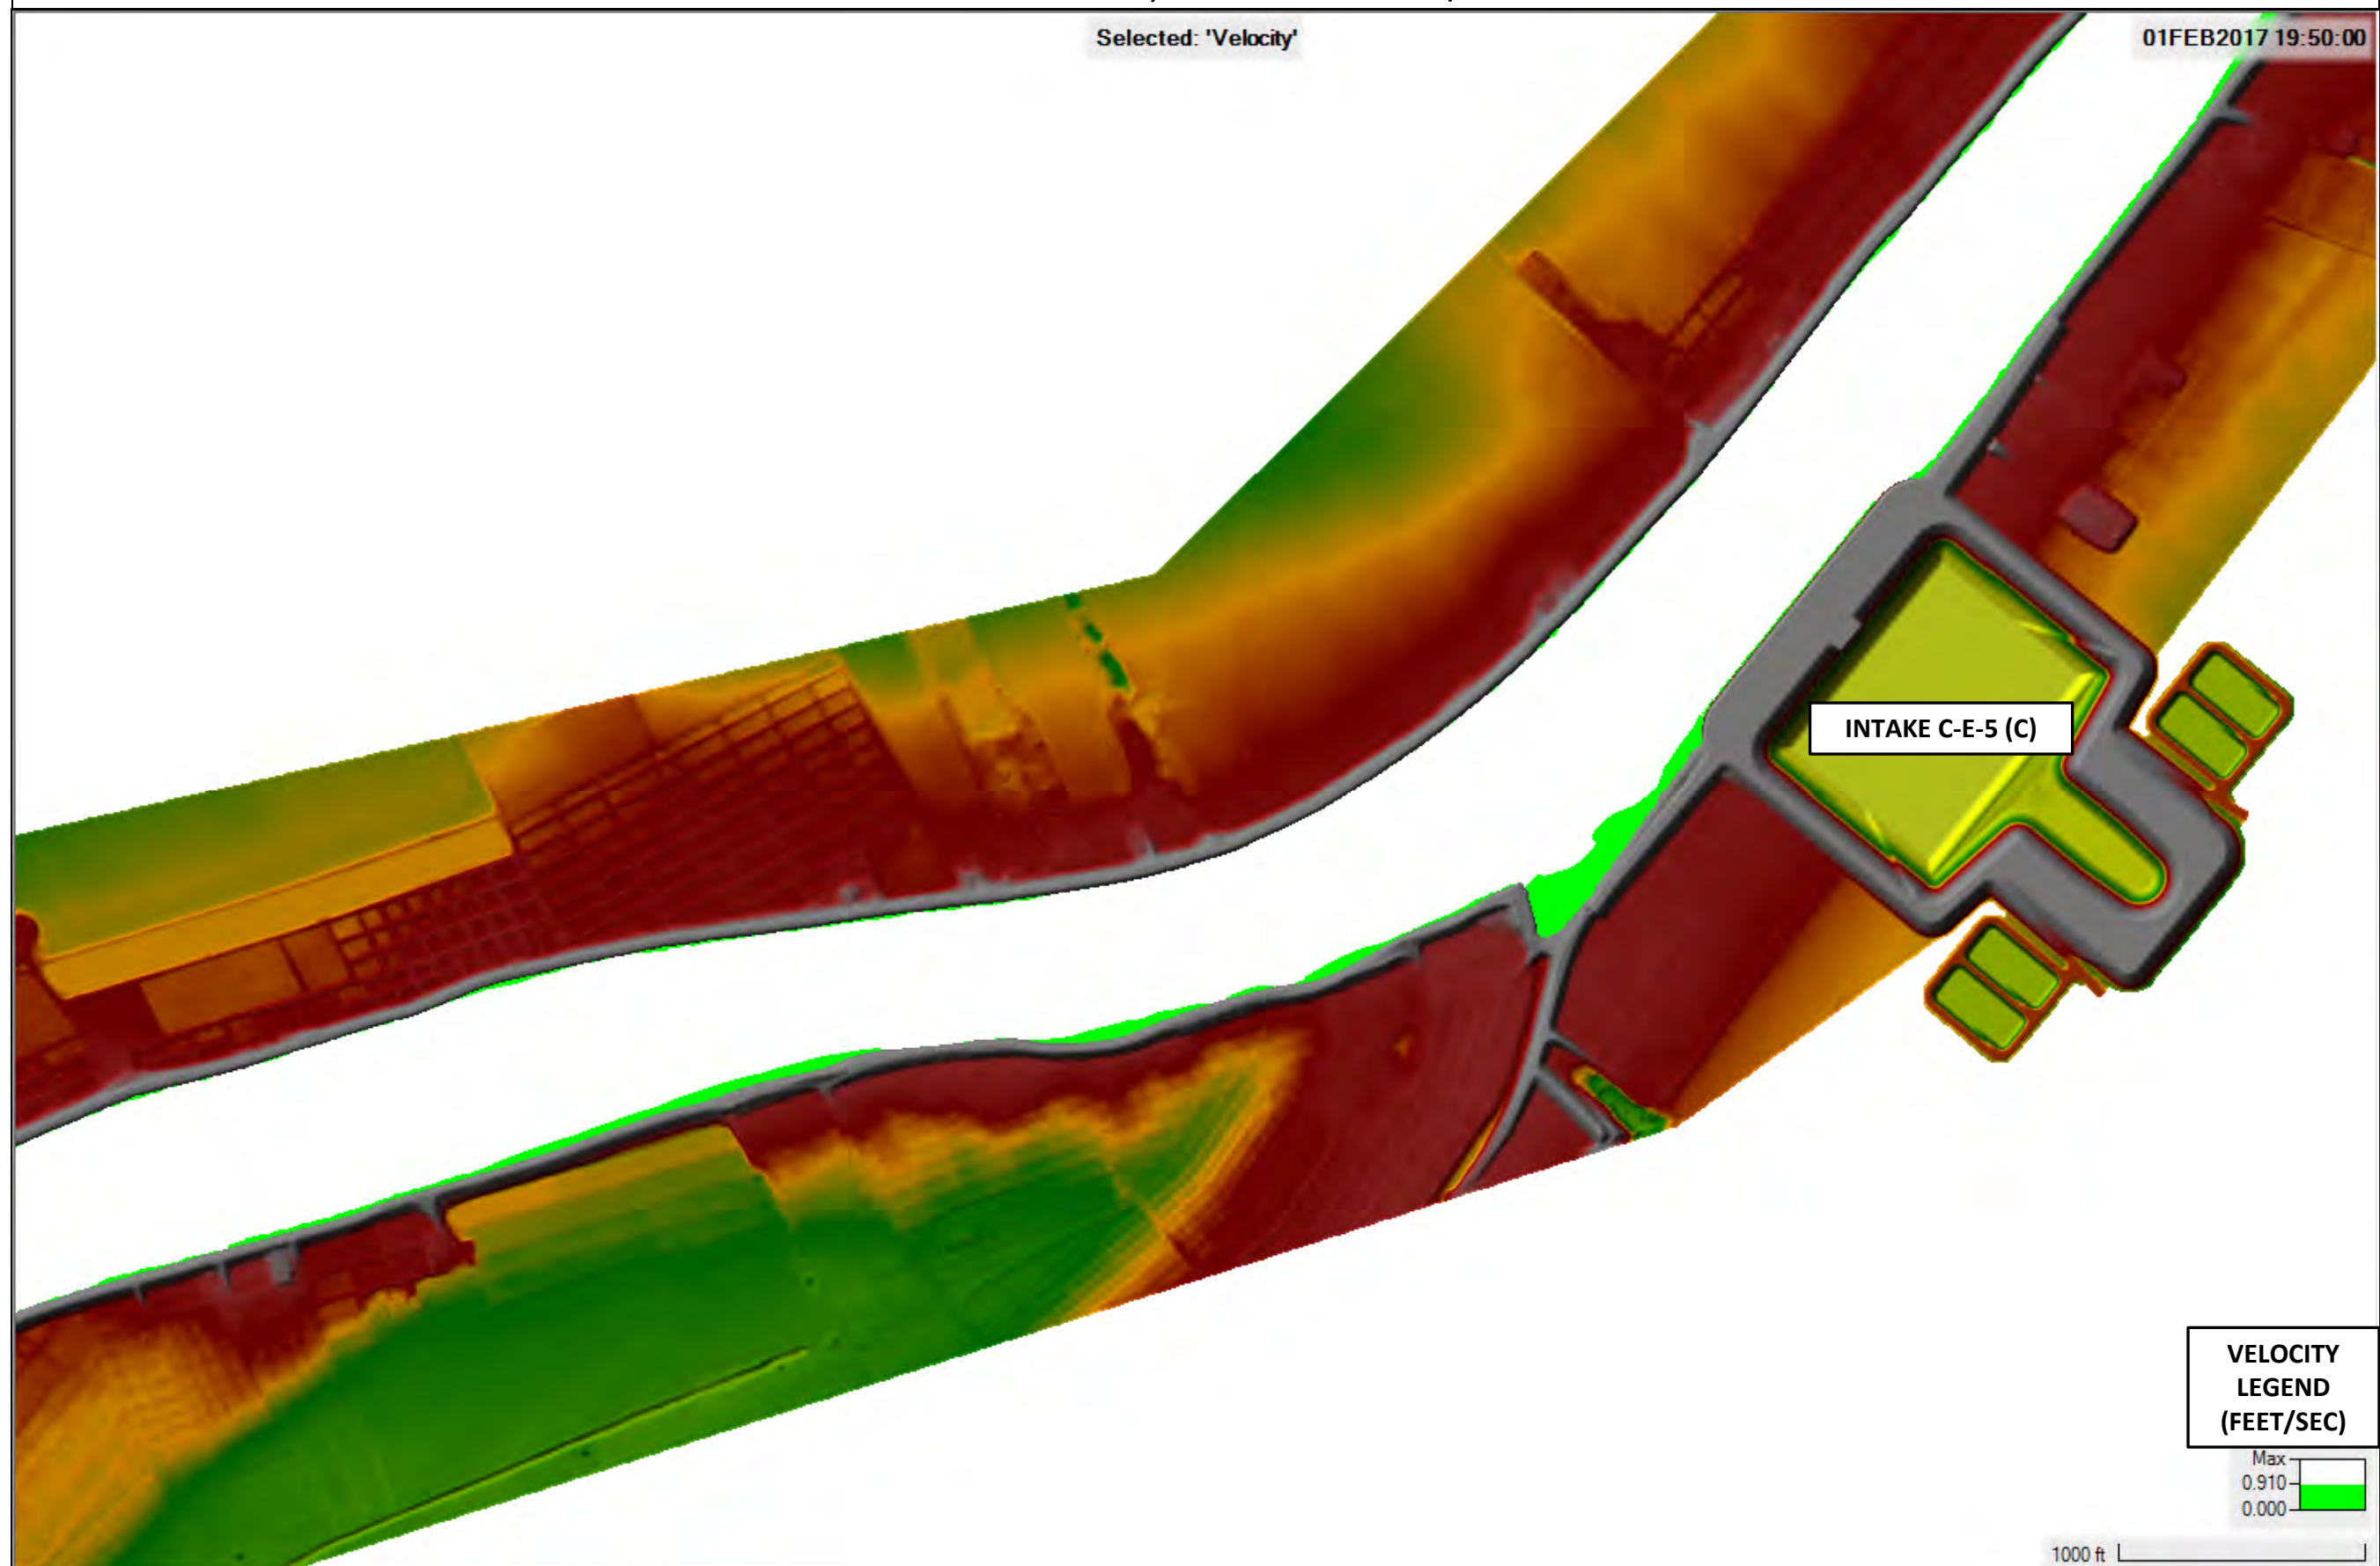 Selected: 'Velocity'
01FEB2017 19:50:00
INTAKE C-E-5 (C)
VELOCITY
LEGEND
(FEET/SEC)
Max
0.910
0.000
1000 ft